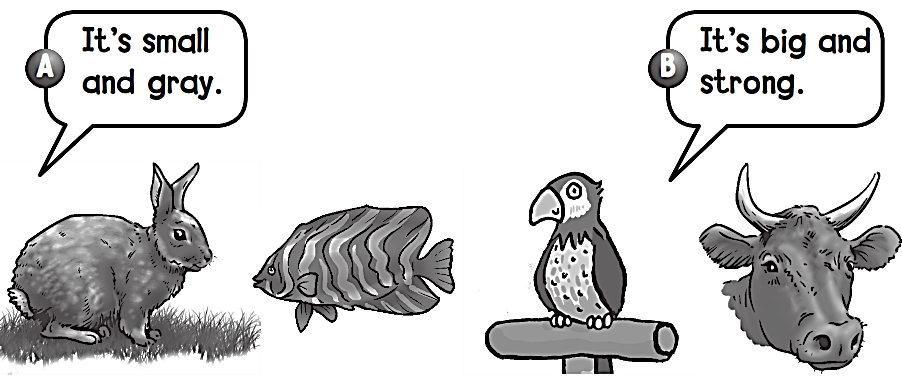 A
It's small
and gray.
B
It's big and
strong.